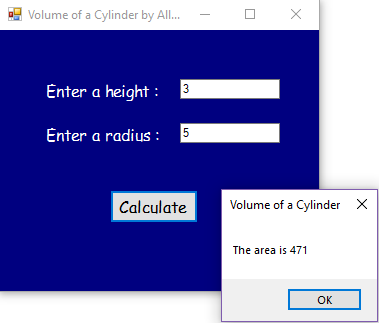 Volume of a Cylinder by All...
Enter a height :
3
Enter a radius :
5
Calculate
Volume of a Cylinder
The area is 471
OK